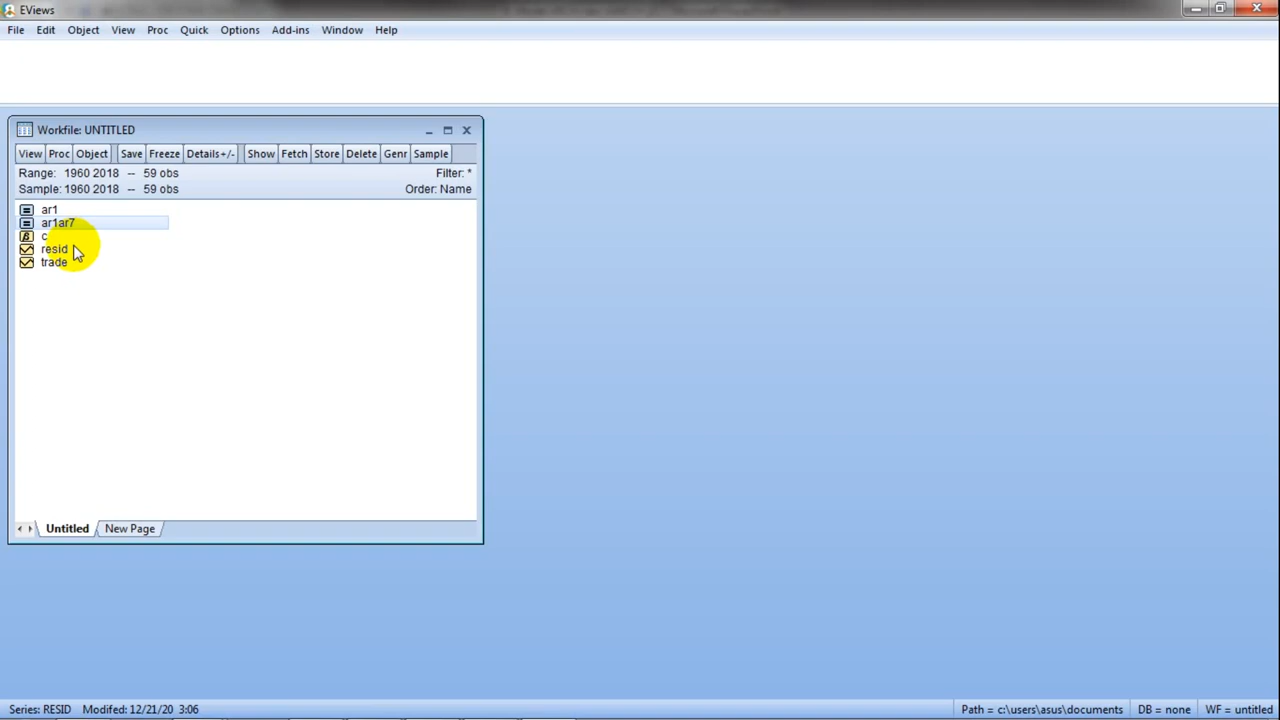 EViews
File Edit Object View Proc Quick Options Add-ins Window Help
Workfile: UNTITLED
View Proc Object Save Freeze Details+/- Show Fetch Store Delete Genr Sample
Range: 1960 2018 -- 59 obs Filter: *
Sample: 1960 2018 -- 59 obs Order: Name
ar1
ar1ar7
β c
resid
trade
Untitled New Page
Series: RESID Modifed: 12/21/20 3:06 Path = c:\users\asus\documents DB = none WF = untitled